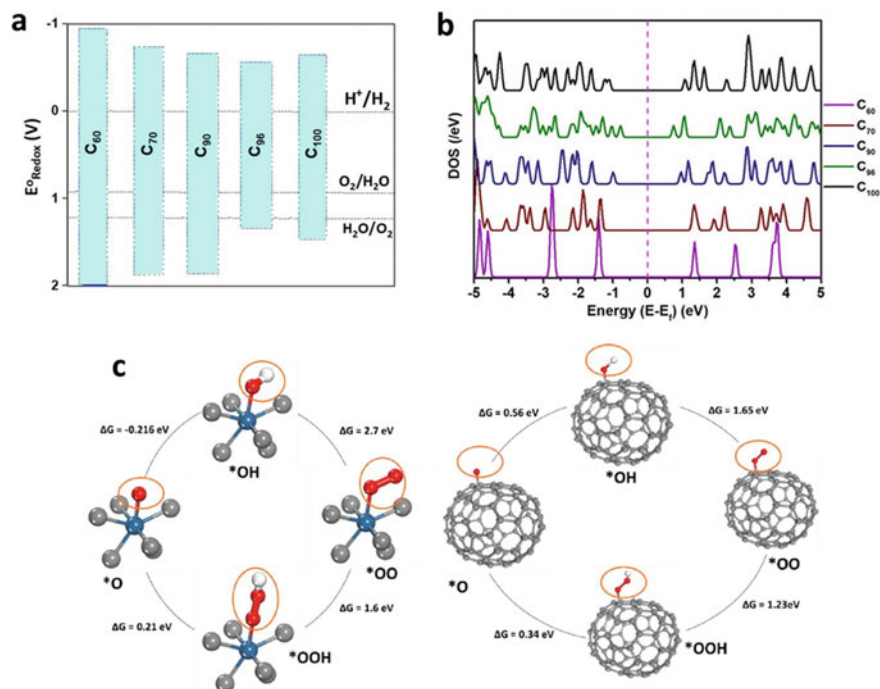 a
-1
0
1
2
E°Redox (V)
C60
C70
C90
C96
C100
H+/H2
O2/H2O
H2O/O2
b
DOS (/eV)
C60
C70
C90
C96
C100
-5 -4 -3 -2 -1 0 1 2 3 4 5
Energy (E-Ef) (eV)
c
ΔG = -0.216 eV
*OH
ΔG = 2.7 eV
*O
*OO
ΔG = 0.21 eV
*OOH
ΔG = 1.6 eV
ΔG = 0.56 eV
*OH
ΔG = 1.65 eV
*O
*OO
ΔG = 0.34 eV
*OOH
ΔG = 1.23eV